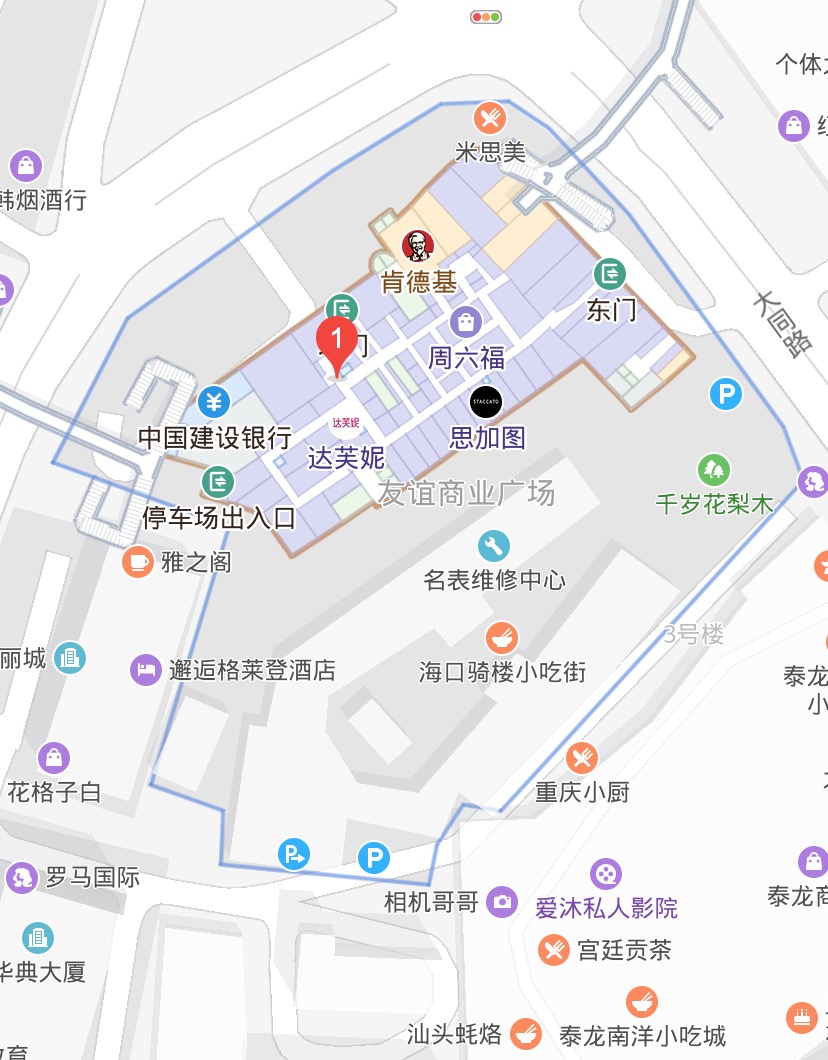 个体
米思美
韩烟酒行
肯德基
东门
大同路
1
门
周六福
P
STACCATO
中国建设银行
达芙妮
达芙妮
思加图
友谊商业广场
千岁花梨木
停车场出入口
雅之阁
名表维修中心
3号楼
丽城
邂逅格莱登酒店
海口骑楼小吃街
泰龙
小
花格子白
重庆小厨
P
P
罗马国际
相机哥哥
爱沐私人影院
泰龙商
华典大厦
宫廷贡茶
汕头蚝烙
泰龙南洋小吃城
教育